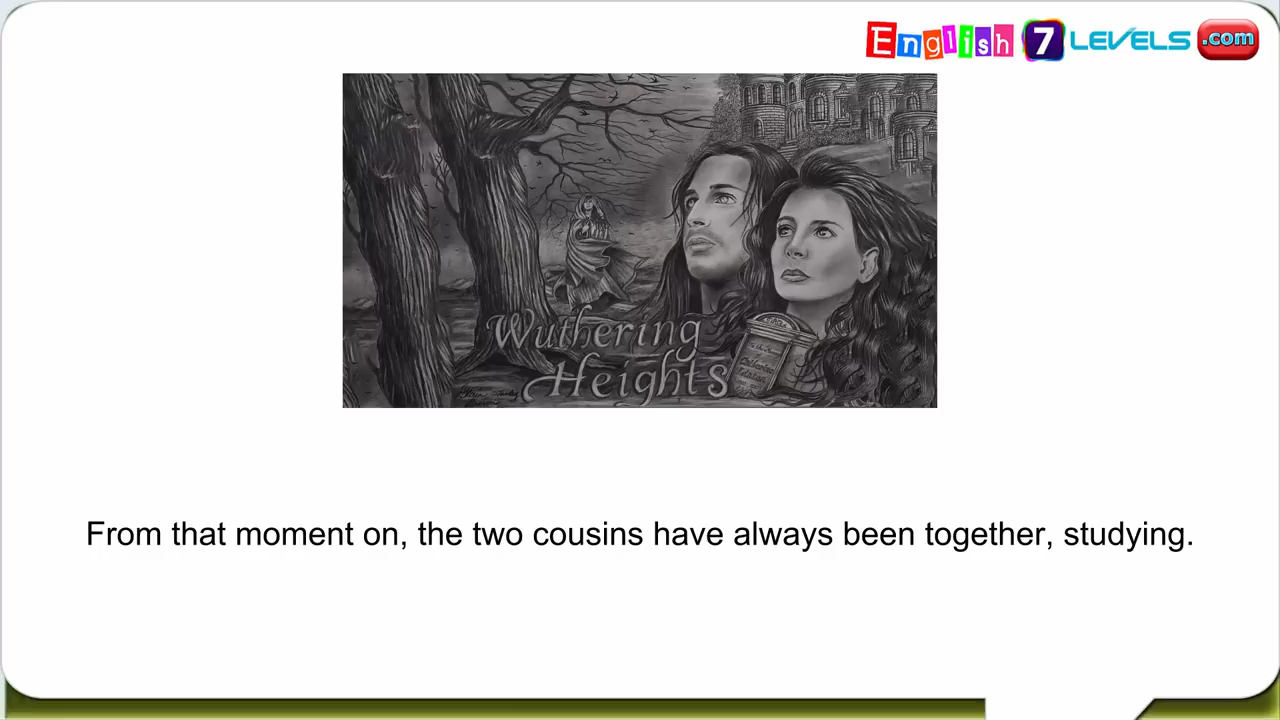 English 7 LEVELS .com
Wuthering
Heights
From that moment on, the two cousins have always been together, studying.